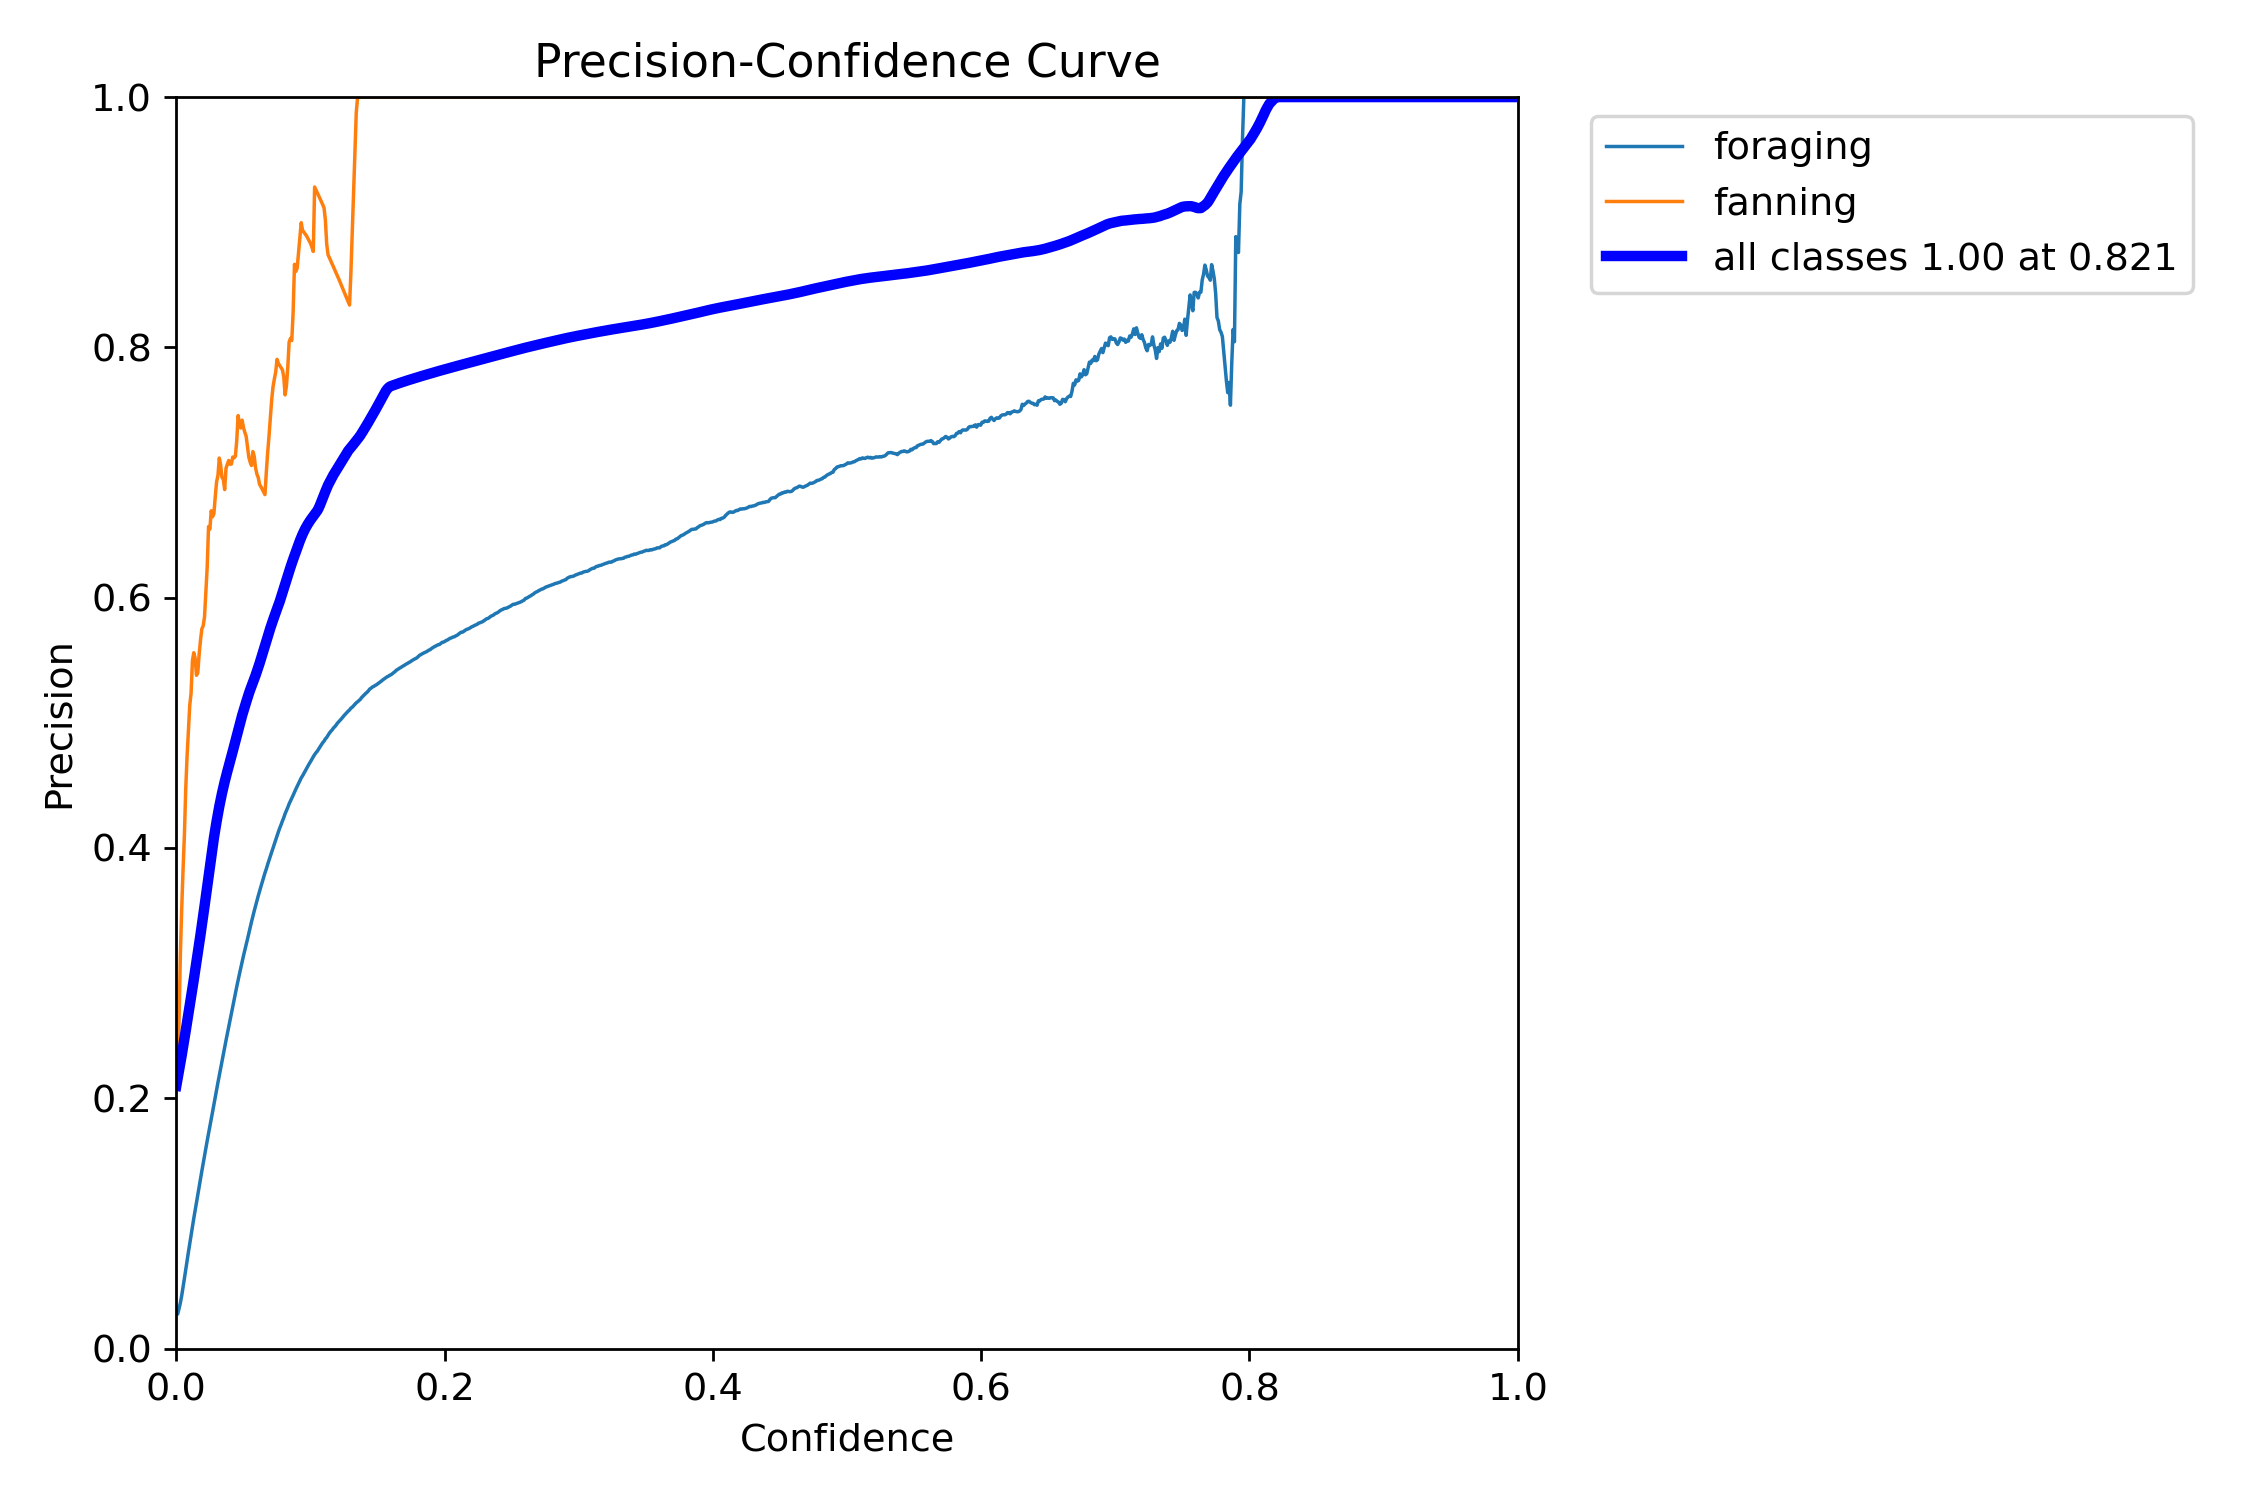 Precision-Confidence Curve
1.0
0.8
0.6
0.4
0.2
0.0
Precision
0.0 0.2 0.4 0.6 0.8 1.0
Confidence
foraging
fanning
all classes 1.00 at 0.821